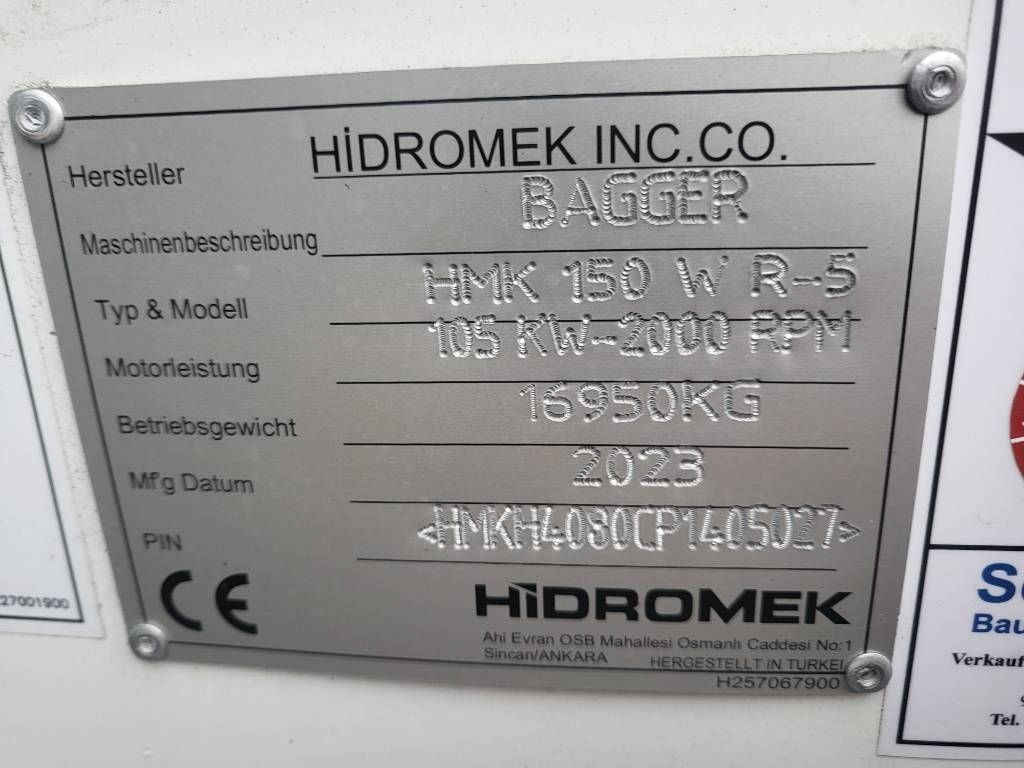 Hersteller HİDROMEK INC.CO.
Maschinenbeschreibung BAGGER
Typ & Modell HMK 150 W R-5
Motorleistung 105 KW-2000 RPM
Betriebsgewicht 16950KG
Mfg Datum 2023
PIN <HMKH4080CP1405027>
CE HİDROMEK
Ahi Evran OSB Mahallesi Osmanlı Caddesi No:1
Sincan/ANKARA HERGESTELLT IN TURKEI
H257067900
27001900
Bau
Verkauf
Tel.